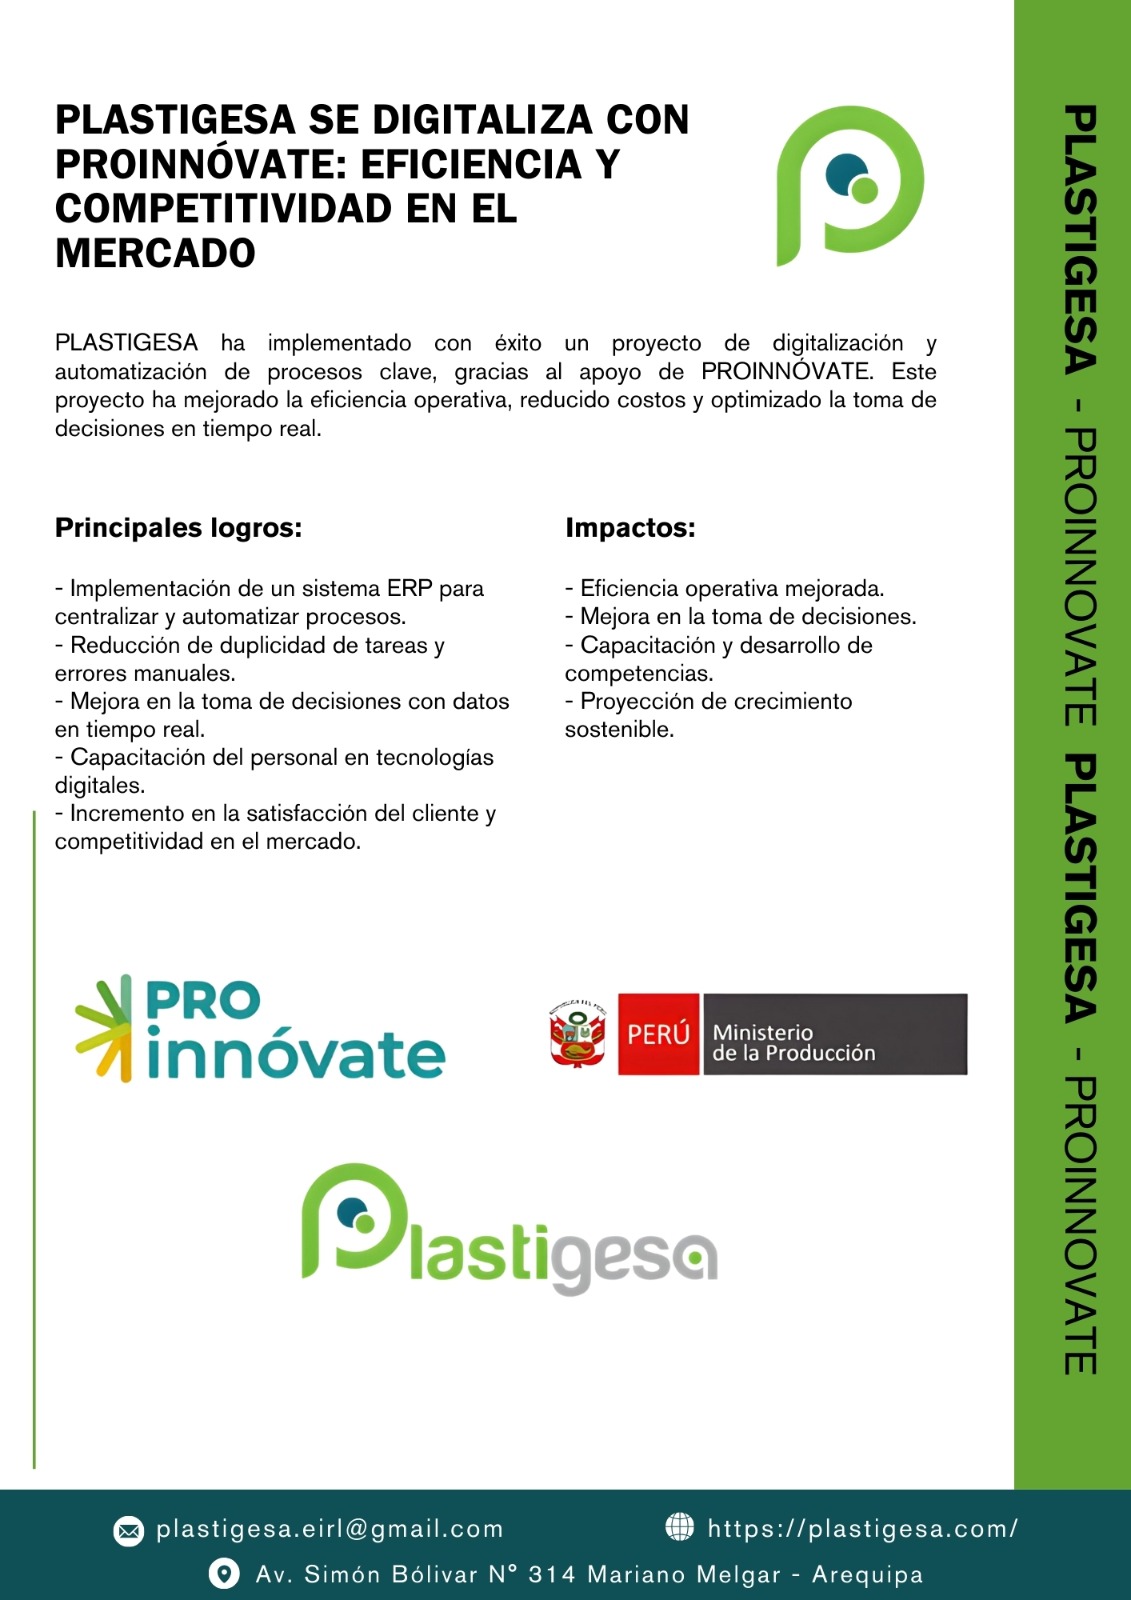 PLASTIGESA SE DIGITALIZA CON
PROINNÓVATE: EFICIENCIA Y
COMPETITIVIDAD EN EL
MERCADO
PLASTIGESA ha implementado con éxito un proyecto de digitalización y
automatización de procesos clave, gracias al apoyo de PROINNÓVATE. Este
proyecto ha mejorado la eficiencia operativa, reducido costos y optimizado la toma de
decisiones en tiempo real.
Principales logros:
- Implementación de un sistema ERP para
centralizar y automatizar procesos.
- Reducción de duplicidad de tareas y
errores manuales.
- Mejora en la toma de decisiones con datos
en tiempo real.
- Capacitación del personal en tecnologías
digitales.
- Incremento en la satisfacción del cliente y
competitividad en el mercado.
Impactos:
- Eficiencia operativa mejorada.
- Mejora en la toma de decisiones.
- Capacitación y desarrollo de
competencias.
- Proyección de crecimiento
sostenible.
PRO
innóvate
PERÚ
Ministerio
de la Producción
Plastigesa
PLASTIGESA - PROINNOVATE PLASTIGESA - PROINNOVATE
plastigesa.eirl@gmail.com
https://plastigesa.com/
Av. Simón Bólivar N° 314 Mariano Melgar - Arequipa